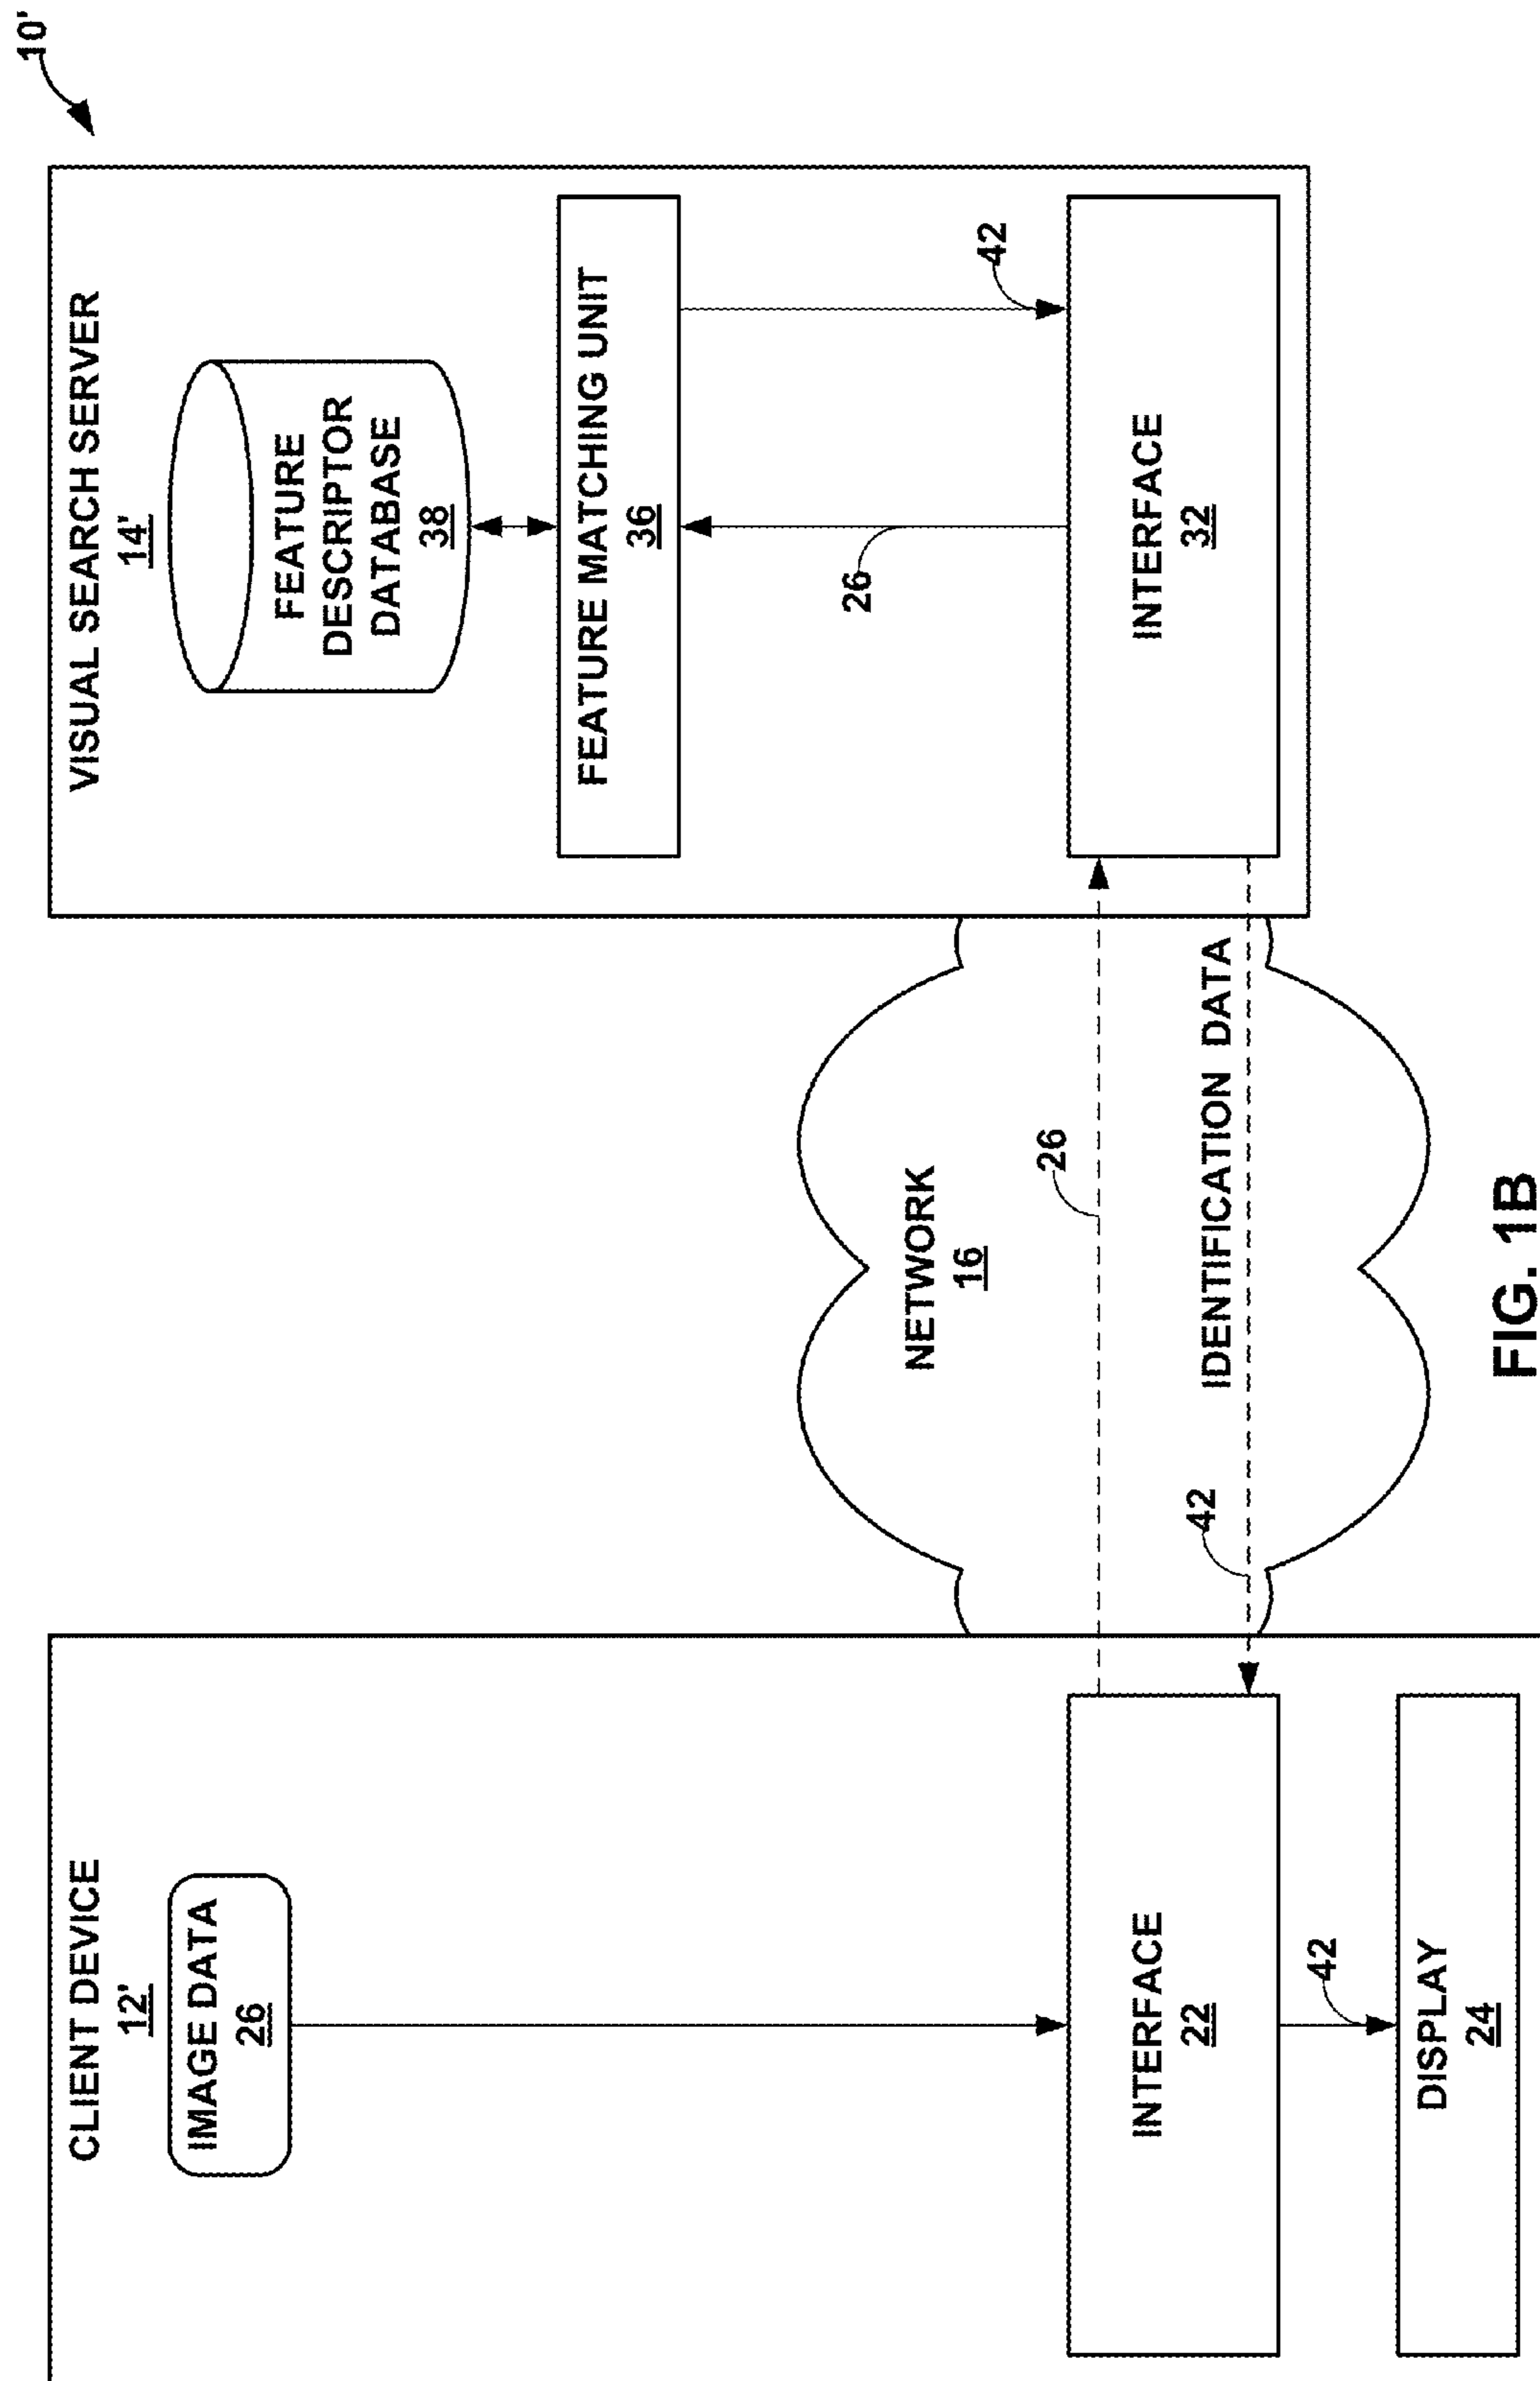 10'
CLIENT DEVICE
12'
IMAGE DATA
26
INTERFACE
22
42
DISPLAY
24
NETWORK
16
26
IDENTIFICATION DATA
42
VISUAL SEARCH SERVER
14'
FEATURE
DESCRIPTOR
DATABASE
38
FEATURE MATCHING UNIT
36
26
42
INTERFACE
32
FIG. 1B